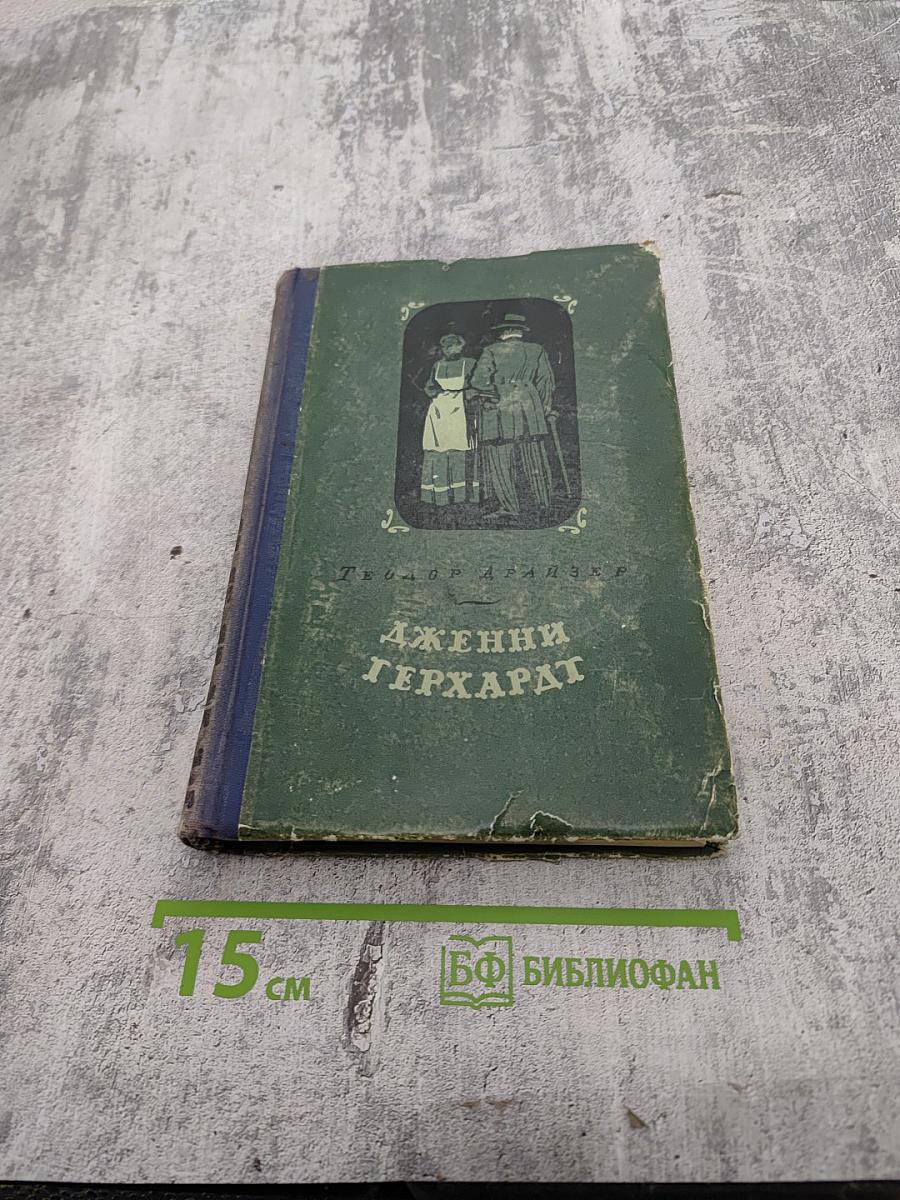 Теодор Драйзер
ДЖЕННИ
ГЕРХАРДТ
15 см
БФ БИБЛИОФАН